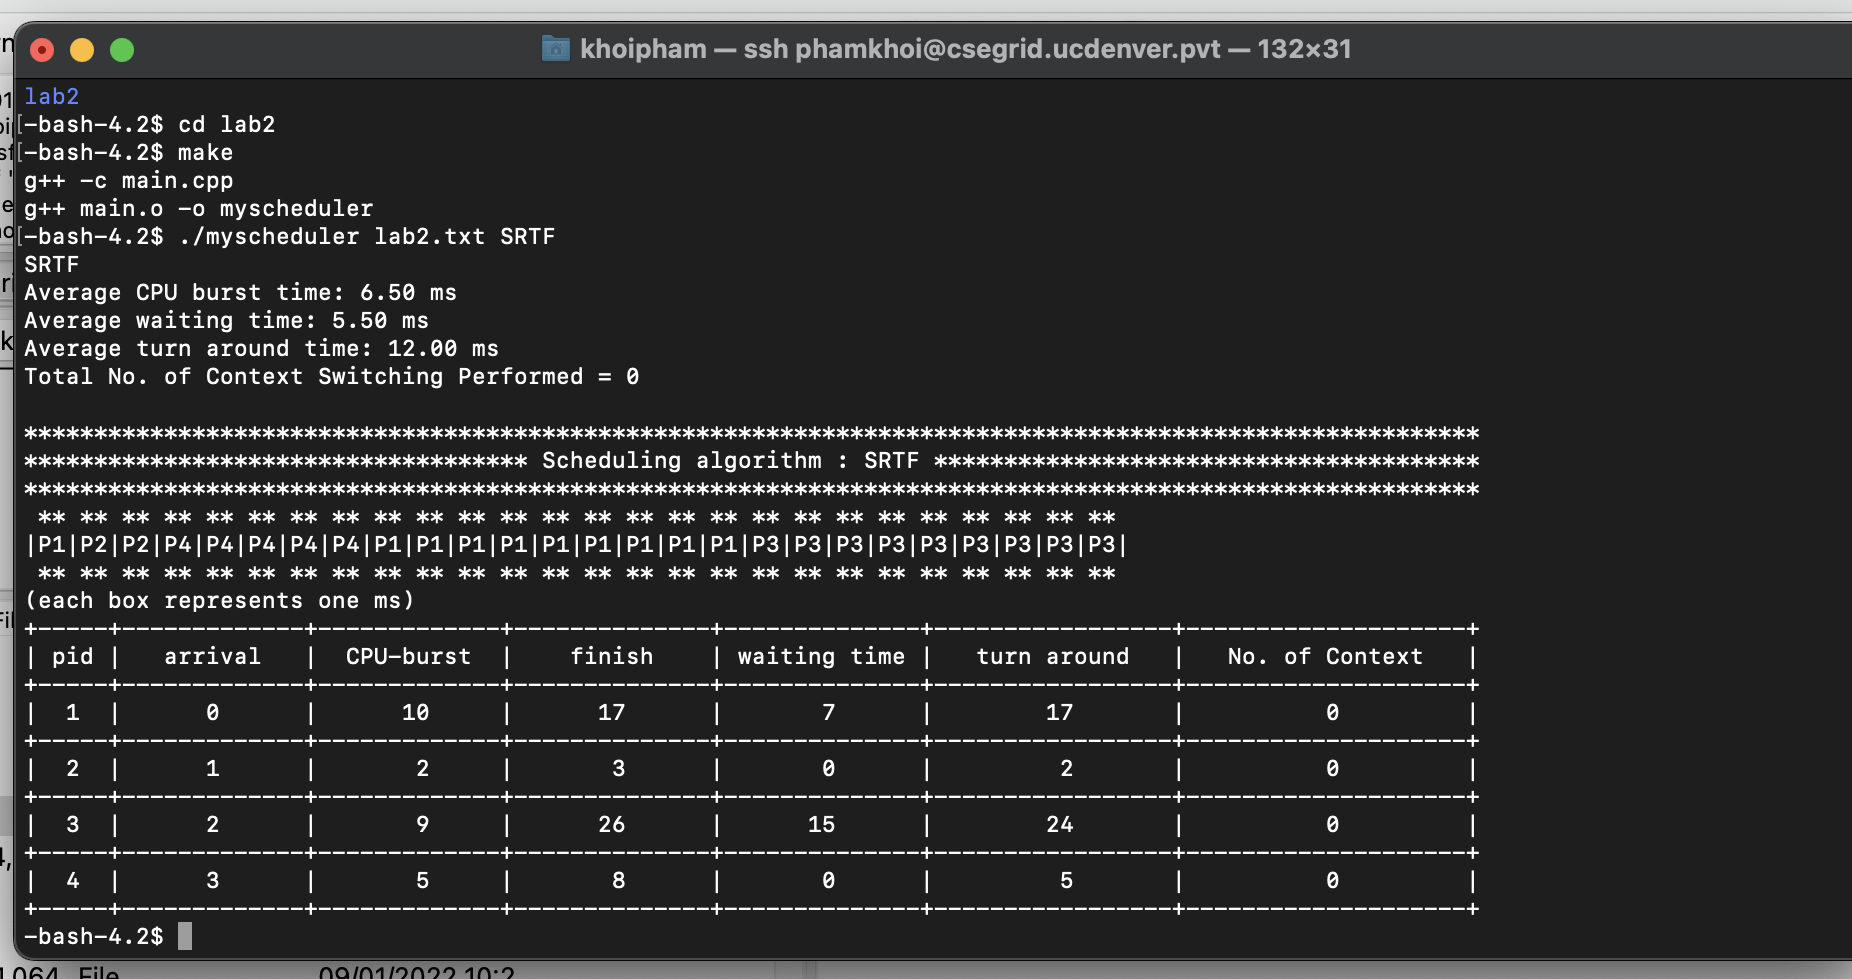 khoipham — ssh phamkhoi@csegrid.ucdenver.pvt — 132×31
lab2
[-bash-4.2$ cd lab2
[-bash-4.2$ make
g++ -c main.cpp
g++ main.o -o myscheduler
[-bash-4.2$ ./myscheduler lab2.txt SRTF
SRTF
Average CPU burst time: 6.50 ms
Average waiting time: 5.50 ms
Average turn around time: 12.00 ms
Total No. of Context Switching Performed = 0
********************************************************************************************************
************************************ Scheduling algorithm : SRTF ***************************************
********************************************************************************************************
 ** ** ** ** ** ** ** ** ** ** ** ** ** ** ** ** ** ** ** ** ** ** ** ** ** **
|P1|P2|P2|P4|P4|P4|P4|P4|P1|P1|P1|P1|P1|P1|P1|P1|P1|P3|P3|P3|P3|P3|P3|P3|P3|P3|
 ** ** ** ** ** ** ** ** ** ** ** ** ** ** ** ** ** ** ** ** ** ** ** ** ** **
(each box represents one ms)
+-----+-------------+-------------+--------------+--------------+-----------------+--------------------+
| pid |   arrival   |  CPU-burst  |    finish    | waiting time |   turn around   |   No. of Context   |
+-----+-------------+-------------+--------------+--------------+-----------------+--------------------+
|  1  |      0      |      10     |      17      |       7      |        17       |          0         |
+-----+-------------+-------------+--------------+--------------+-----------------+--------------------+
|  2  |      1      |       2     |       3      |       0      |         2       |          0         |
+-----+-------------+-------------+--------------+--------------+-----------------+--------------------+
|  3  |      2      |       9     |      26      |      15      |        24       |          0         |
+-----+-------------+-------------+--------------+--------------+-----------------+--------------------+
|  4  |      3      |       5     |       8      |       0      |         5       |          0         |
+-----+-------------+-------------+--------------+--------------+-----------------+--------------------+
-bash-4.2$